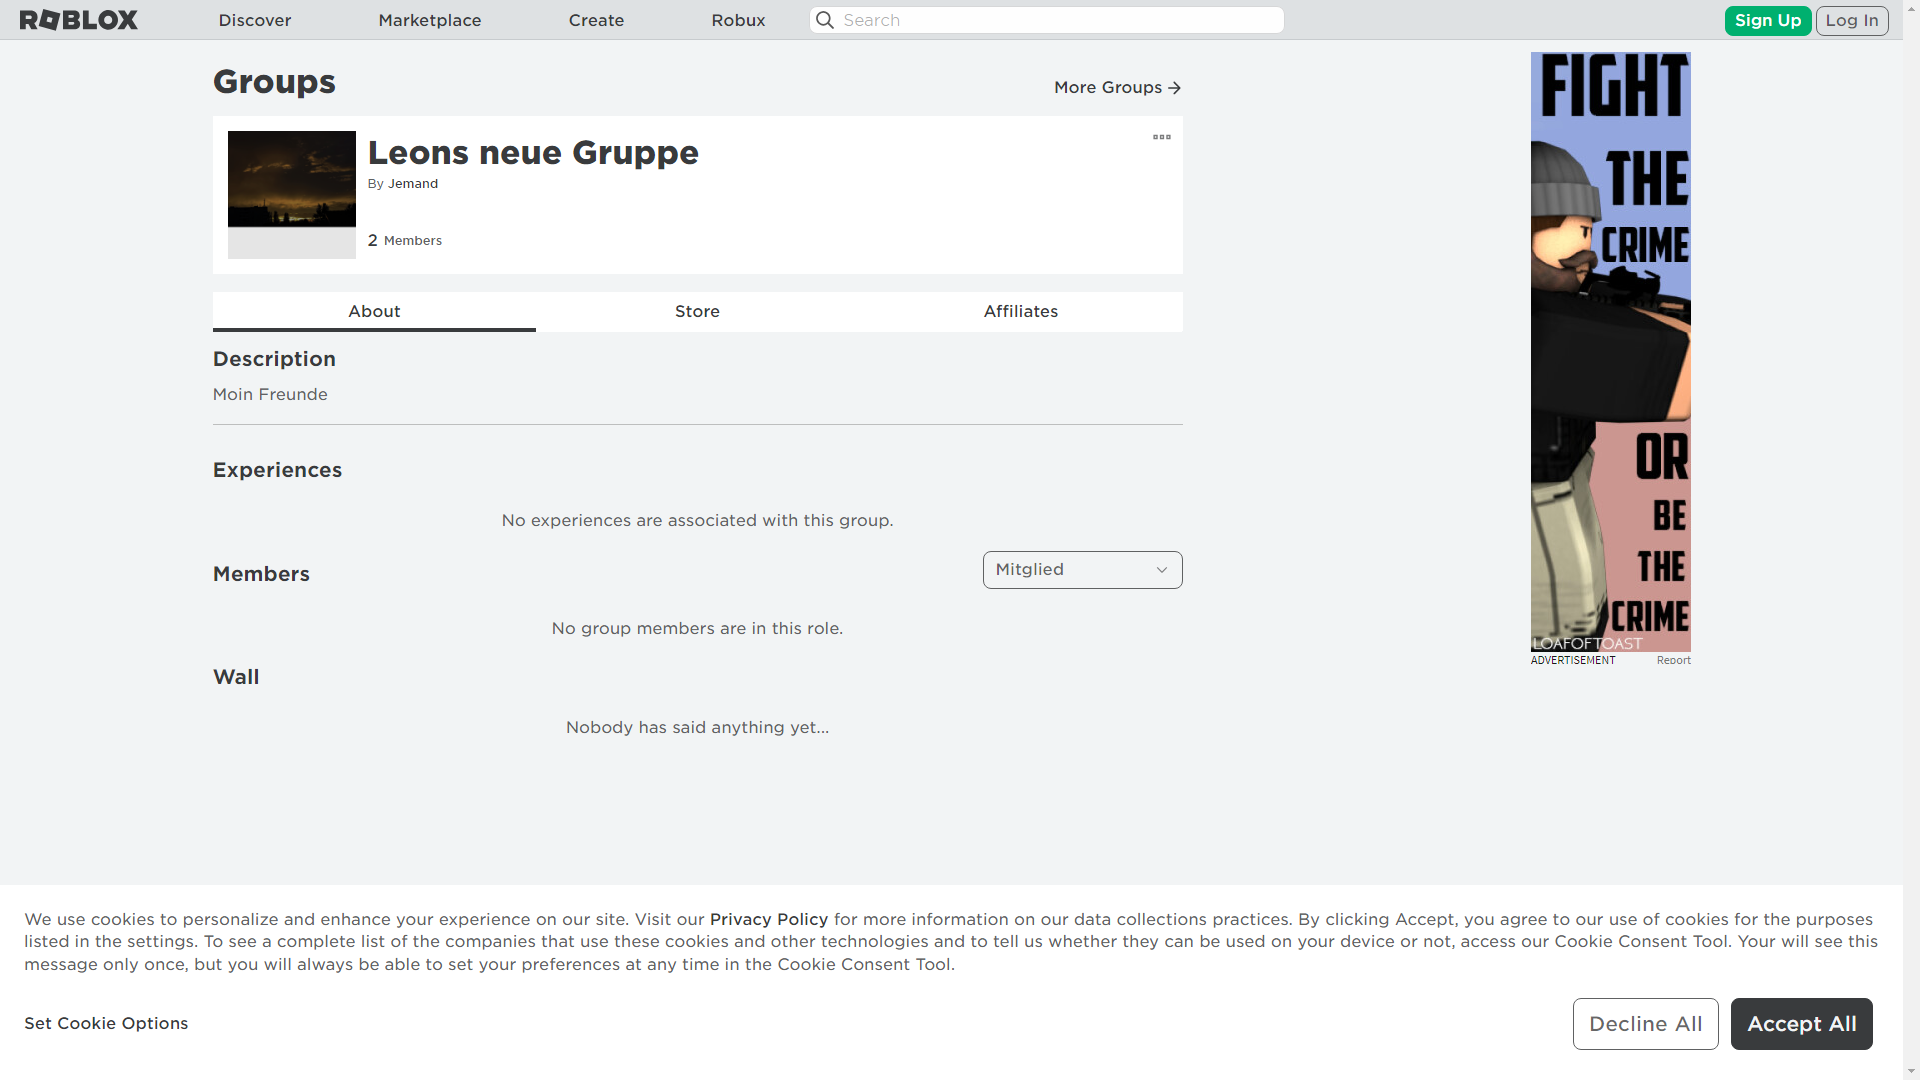 ROBLOX
Discover
Marketplace
Create
Robux
Search
Sign Up
Log In
Groups
More Groups
Leons neue Gruppe
By Jemand
2 Members
About
Store
Affiliates
Description
Moin Freunde
Experiences
No experiences are associated with this group.
Members
Mitglied
No group members are in this role.
Wall
Nobody has said anything yet...
FIGHT
THE
CRIME
OR
BE
THE
CRIME
LOAFOFTOAST
ADVERTISEMENT
Report
We use cookies to personalize and enhance your experience on our site. Visit our Privacy Policy for more information on our data collections practices. By clicking Accept, you agree to our use of cookies for the purposes
listed in the settings. To see a complete list of the companies that use these cookies and other technologies and to tell us whether they can be used on your device or not, access our Cookie Consent Tool. Your will see this
message only once, but you will always be able to set your preferences at any time in the Cookie Consent Tool.
Set Cookie Options
Decline All
Accept All